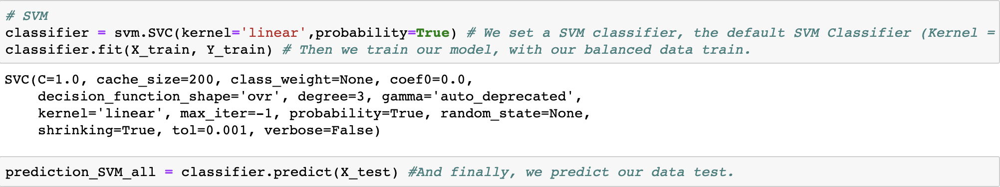 # SVM
classifier = svm.SVC(kernel='linear',probability=True) # We set a SVM classifier, the default SVM Classifier (Kernel =
classifier.fit(X_train, Y_train) # Then we train our model, with our balanced data train.
SVC(C=1.0, cache_size=200, class_weight=None, coef0=0.0,
    decision_function_shape='ovr', degree=3, gamma='auto_deprecated',
    kernel='linear', max_iter=-1, probability=True, random_state=None,
    shrinking=True, tol=0.001, verbose=False)
prediction_SVM_all = classifier.predict(X_test) #And finally, we predict our data test.